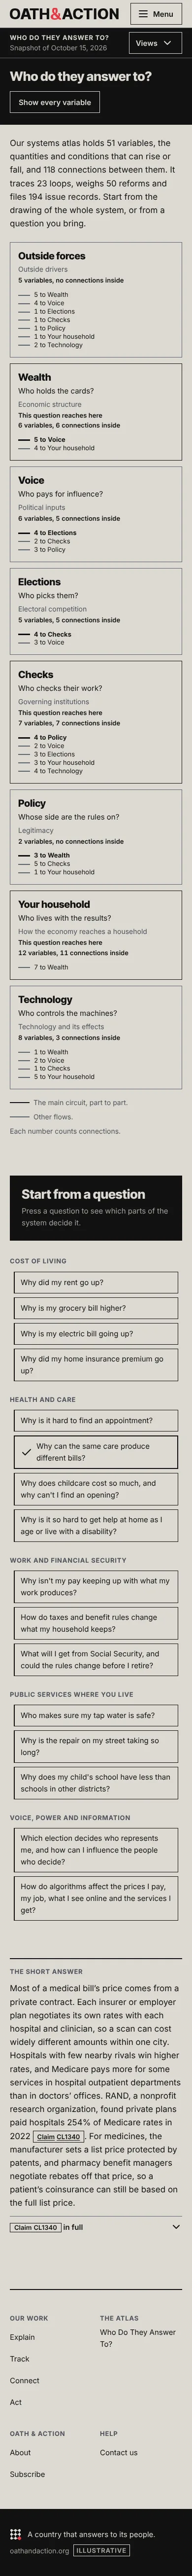 OATH&ACTION
Menu
WHO DO THEY ANSWER TO?
Snapshot of October 15, 2026
Views
Who do they answer to?
Show every variable
Our systems atlas holds 51 variables, the
quantities and conditions that can rise or
fall, and 118 connections between them. It
traces 23 loops, weighs 50 reforms and
files 194 issue records. Start from the
drawing of the whole system, or from a
question you bring.
Outside forces
Outside drivers
5 variables, no connections inside
5 to Wealth
4 to Voice
1 to Elections
1 to Checks
1 to Policy
1 to Your household
2 to Technology
Wealth
Who holds the cards?
Economic structure
This question reaches here
6 variables, 6 connections inside
5 to Voice
4 to Your household
Voice
Who pays for influence?
Political inputs
6 variables, 5 connections inside
4 to Elections
2 to Checks
3 to Policy
Elections
Who picks them?
Electoral competition
5 variables, 5 connections inside
4 to Checks
3 to Voice
Checks
Who checks their work?
Governing institutions
This question reaches here
7 variables, 7 connections inside
4 to Policy
2 to Voice
3 to Elections
3 to Your household
4 to Technology
Policy
Whose side are the rules on?
Legitimacy
2 variables, no connections inside
3 to Wealth
5 to Checks
1 to Your household
Your household
Who lives with the results?
How the economy reaches a household
This question reaches here
12 variables, 11 connections inside
7 to Wealth
Technology
Who controls the machines?
Technology and its effects
8 variables, 3 connections inside
1 to Wealth
2 to Voice
1 to Checks
5 to Your household
The main circuit, part to part.
Other flows.
Each number counts connections.
Start from a question
Press a question to see which parts of the
system decide it.
COST OF LIVING
Why did my rent go up?
Why is my grocery bill higher?
Why is my electric bill going up?
Why did my home insurance premium go
up?
HEALTH AND CARE
Why is it hard to find an appointment?
Why can the same care produce
different bills?
Why does childcare cost so much, and
why can't I find an opening?
Why is it so hard to get help at home as I
age or live with a disability?
WORK AND FINANCIAL SECURITY
Why isn't my pay keeping up with what my
work produces?
How do taxes and benefit rules change
what my household keeps?
What will I get from Social Security, and
could the rules change before I retire?
PUBLIC SERVICES WHERE YOU LIVE
Who makes sure my tap water is safe?
Why is the repair on my street taking so
long?
Why does my child's school have less than
schools in other districts?
VOICE, POWER AND INFORMATION
Which election decides who represents
me, and how can I influence the people
who decide?
How do algorithms affect the prices I pay,
my job, what I see online and the services I
get?
THE SHORT ANSWER
Most of a medical bill's price comes from a
private contract. Each insurer or employer
plan negotiates its own rates with each
hospital and clinician, so a scan can cost
widely different amounts within one city.
Hospitals with few nearby rivals win higher
rates, and Medicare pays more for some
services in hospital outpatient departments
than in doctors' offices. RAND, a nonprofit
research organization, found private plans
paid hospitals 254% of Medicare rates in
2022 Claim CL1340. For medicines, the
manufacturer sets a list price protected by
patents, and pharmacy benefit managers
negotiate rebates off that price, so a
patient's coinsurance can still be based on
the full list price.
Claim CL1340 in full
OUR WORK
Explain
Track
Connect
Act
THE ATLAS
Who Do They Answer
To?
OATH & ACTION
About
Subscribe
HELP
Contact us
A country that answers to its people.
oathandaction.org ILLUSTRATIVE